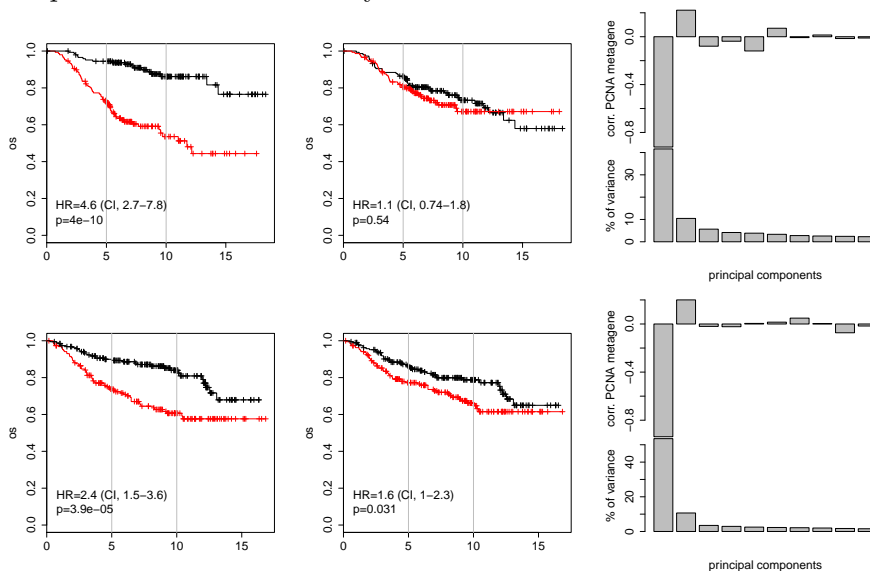 os
1.0
0.8
0.6
0.4
0.2
0.0
HR=4.6 (CI, 2.7−7.8)
p=4e−10
0 5 10 15
1.0
0.8
0.6
0.4
0.2
0.0
HR=1.1 (CI, 0.74−1.8)
p=0.54
0 5 10 15
corr. PCNA metagene
0.0
−0.4
−0.8
% of variance
30
10
0
principal components
os
1.0
0.8
0.6
0.4
0.2
0.0
HR=2.4 (CI, 1.5−3.6)
p=3.9e−05
0 5 10 15
os
1.0
0.8
0.6
0.4
0.2
0.0
HR=1.6 (CI, 1−2.3)
p=0.031
0 5 10 15
corr. PCNA metagene
0.0
−0.4
−0.8
% of variance
40
20
0
principal components